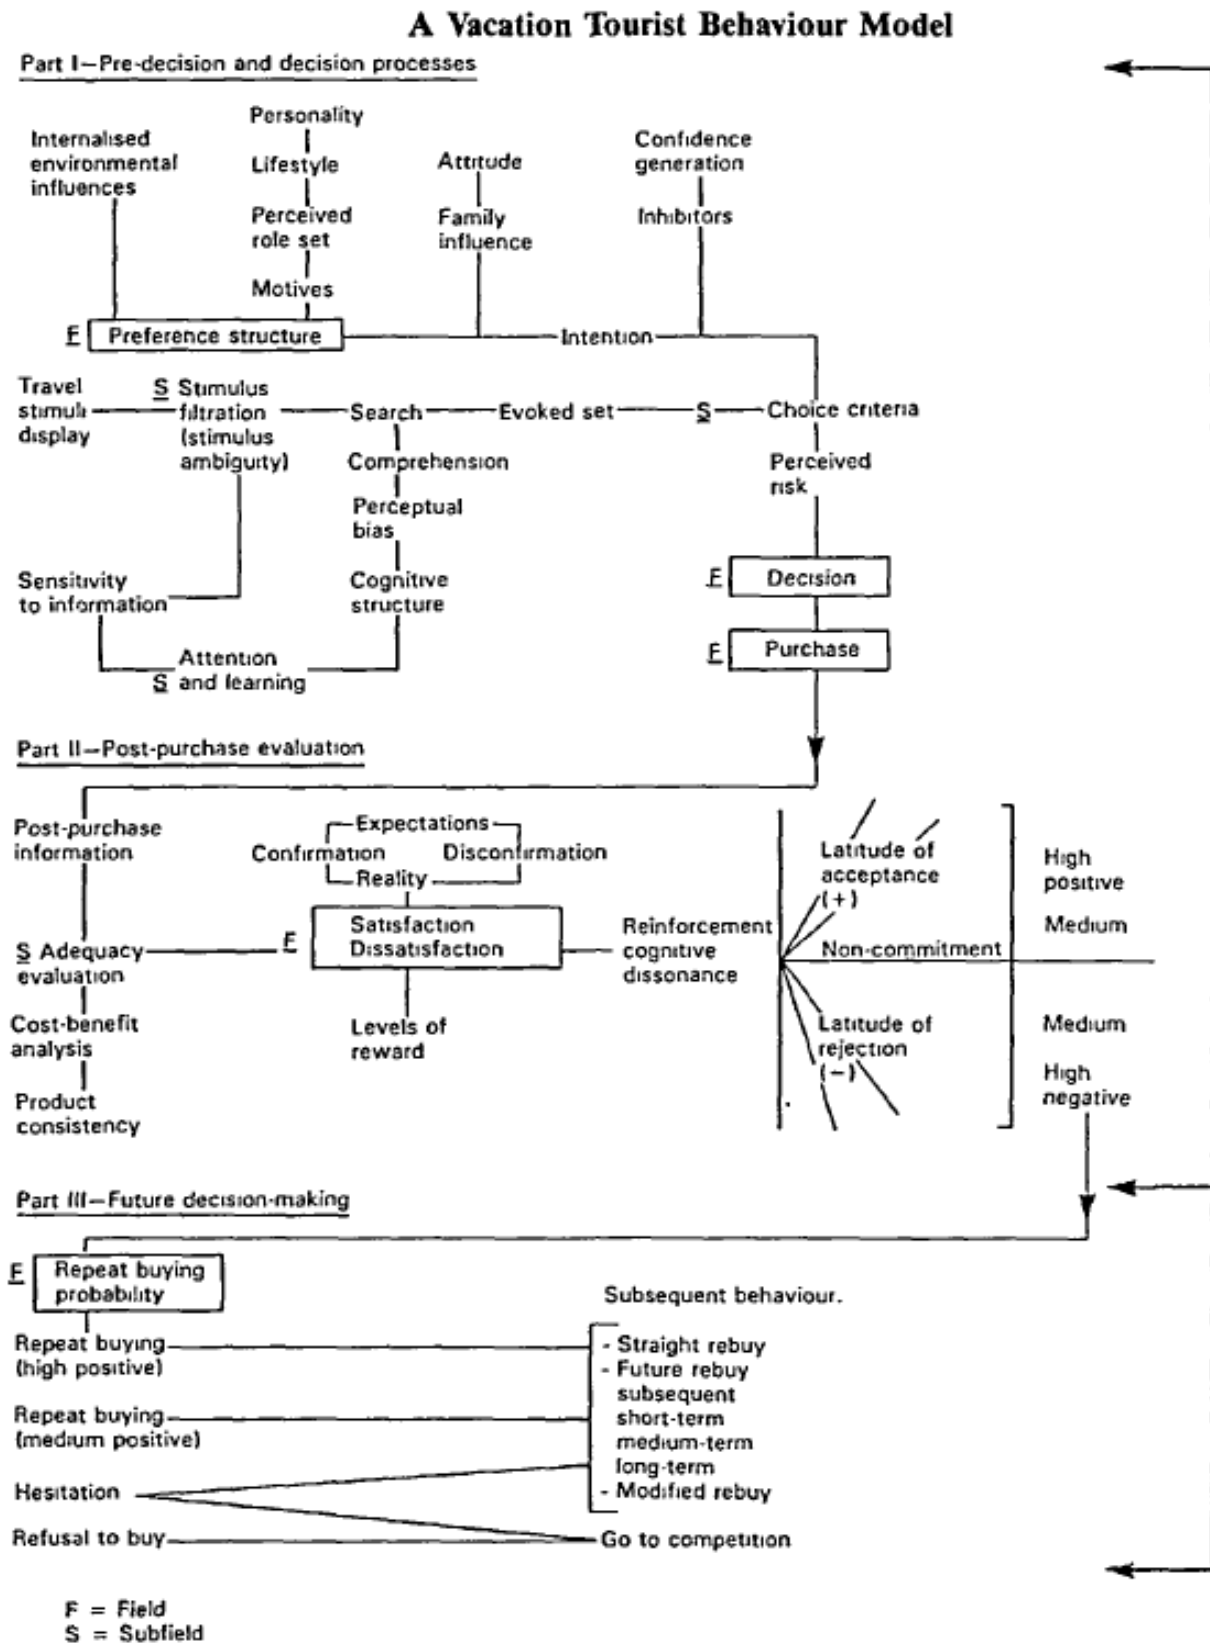 A Vacation Tourist Behaviour Model
Part I—Pre-decision and decision processes
Internalised
environmental
influences
Personality
Lifestyle
Perceived
role set
Motives
Attitude
Family
influence
Confidence
generation
Inhibitors
F Preference structure
Intention
Travel
stimuli
display
S Stimulus
filtration
(stimulus
ambiguity)
Search
Evoked set
S
Choice criteria
Comprehension
Perceived
risk
Perceptual
bias
Sensitivity
to information
Cognitive
structure
F Decision
Attention
S and learning
F Purchase
Part II—Post-purchase evaluation
Post-purchase
information
Expectations
Confirmation
Disconfirmation
Reality
F Satisfaction
Dissatisfaction
S Adequacy
evaluation
Reinforcement
cognitive
dissonance
Latitude of
acceptance
(+)
Non-commitment
Latitude of
rejection
(−)
High
positive
Medium
Medium
High
negative
Cost-benefit
analysis
Levels of
reward
Product
consistency
Part III—Future decision-making
F Repeat buying
probability
Subsequent behaviour.
Repeat buying
(high positive)
Repeat buying
(medium positive)
Hesitation
Refusal to buy
- Straight rebuy
- Future rebuy
subsequent
short-term
medium-term
long-term
- Modified rebuy
Go to competition
F = Field
S = Subfield